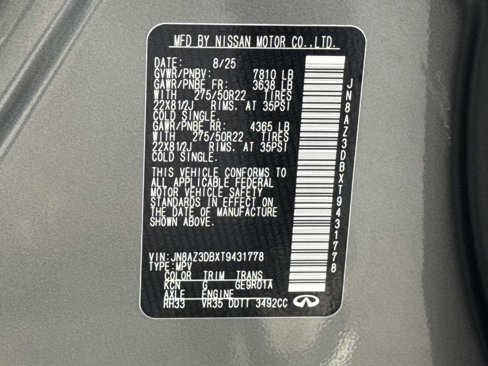 MFD BY NISSAN MOTOR CO.,LTD.
DATE: 8/25
GVWR/PNBV: 7810 LB
GAWR/PNBE FR: 3638 LB
WITH 275/50R22 TIRES
22X81/2J RIMS. AT 35PSI
COLD SINGLE.
GAWR/PNBE RR: 4365 LB
WITH 275/50R22 TIRES
22X81/2J RIMS. AT 35PSI
COLD SINGLE.
THIS VEHICLE CONFORMS TO
ALL APPLICABLE FEDERAL
MOTOR VEHICLE SAFETY
STANDARDS IN EFFECT ON
THE DATE OF MANUFACTURE
SHOWN ABOVE.
VIN: JN8AZ3DBXT9431778
TYPE: MPV
COLOR TRIM TRANS
KCN G GE9R01A
AXLE ENGINE
RH33 VR35 DDTT 3492CC
JN8AZ3DBXT9431778